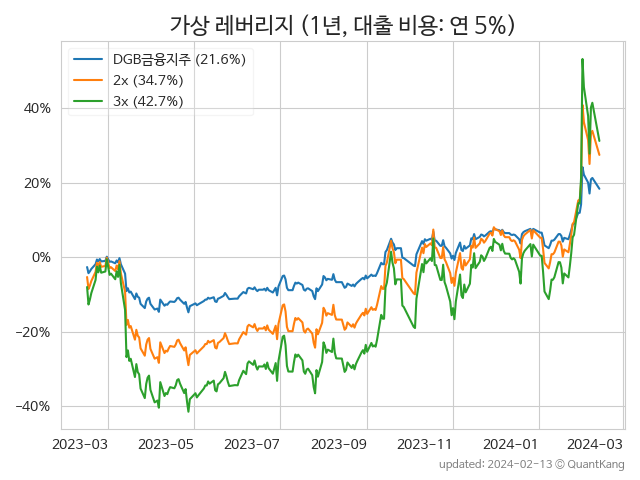 가상 레버리지 (1년, 대출 비용: 연 5%)
DGB금융지주 (21.6%)
2x (34.7%)
3x (42.7%)
40%
20%
0%
−20%
−40%
2023-03 2023-05 2023-07 2023-09 2023-11 2024-01 2024-03
updated: 2024-02-13 © QuantKang